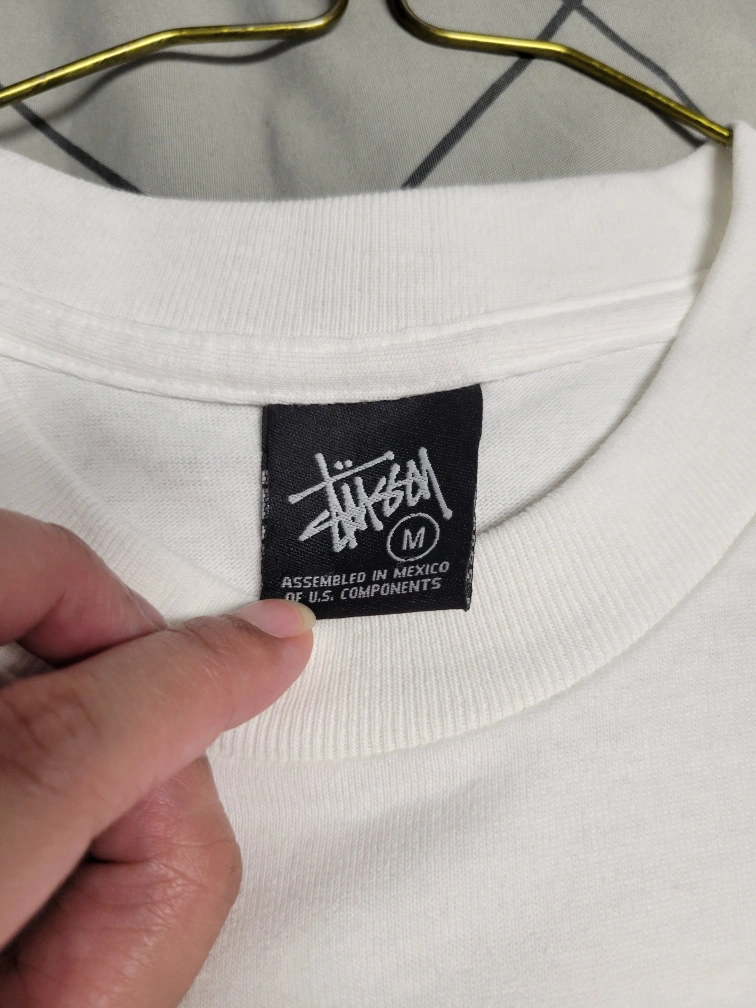 Stüssy
M
ASSEMBLED IN MEXICO
OF U.S. COMPONENTS